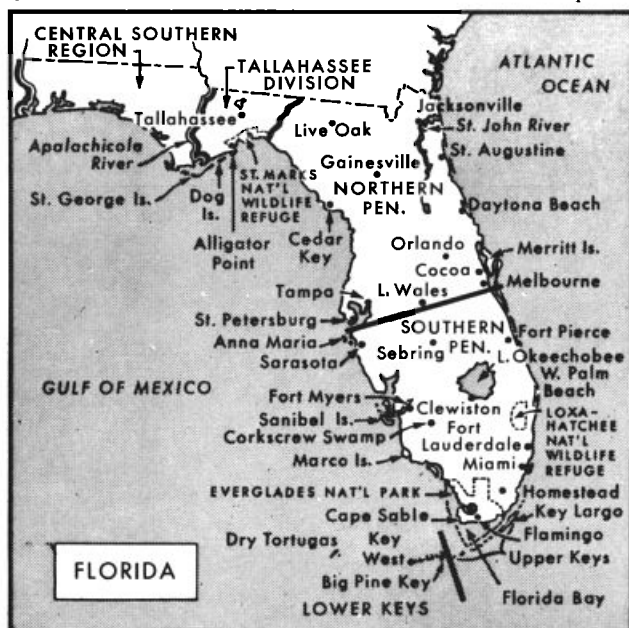 CENTRAL SOUTHERN
REGION
TALLAHASSEE
DIVISION
ATLANTIC
OCEAN
Tallahassee
Jacksonville
Live Oak
St. John River
Apalachicole
River
Gainesville
St. Augustine
St. George Is.
Dog
Is.
ST. MARKS
NAT'L
WILDLIFE
REFUGE
NORTHERN
PEN.
Alligator
Point
Cedar
Key
Daytona Beach
Orlando
Merritt Is.
Cocoa
Melbourne
Tampa
L. Wales
St. Petersburg
SOUTHERN
PEN.
Fort Pierce
Anna Maria
Sarasota
Sebring
L. Okeechobee
W. Palm
Beach
GULF OF MEXICO
Fort Myers
Clewiston
LOXA-
HATCHEE
NAT'L
WILDLIFE
REFUGE
Sanibel Is.
Corkscrew Swamp
Fort
Lauderdale
Marco Is.
Miami
EVERGLADES NAT'L PARK
Homestead
Cape Sable
Key Largo
Flamingo
Dry Tortugas
Key
West
Upper Keys
Big Pine Key
Florida Bay
LOWER KEYS
FLORIDA